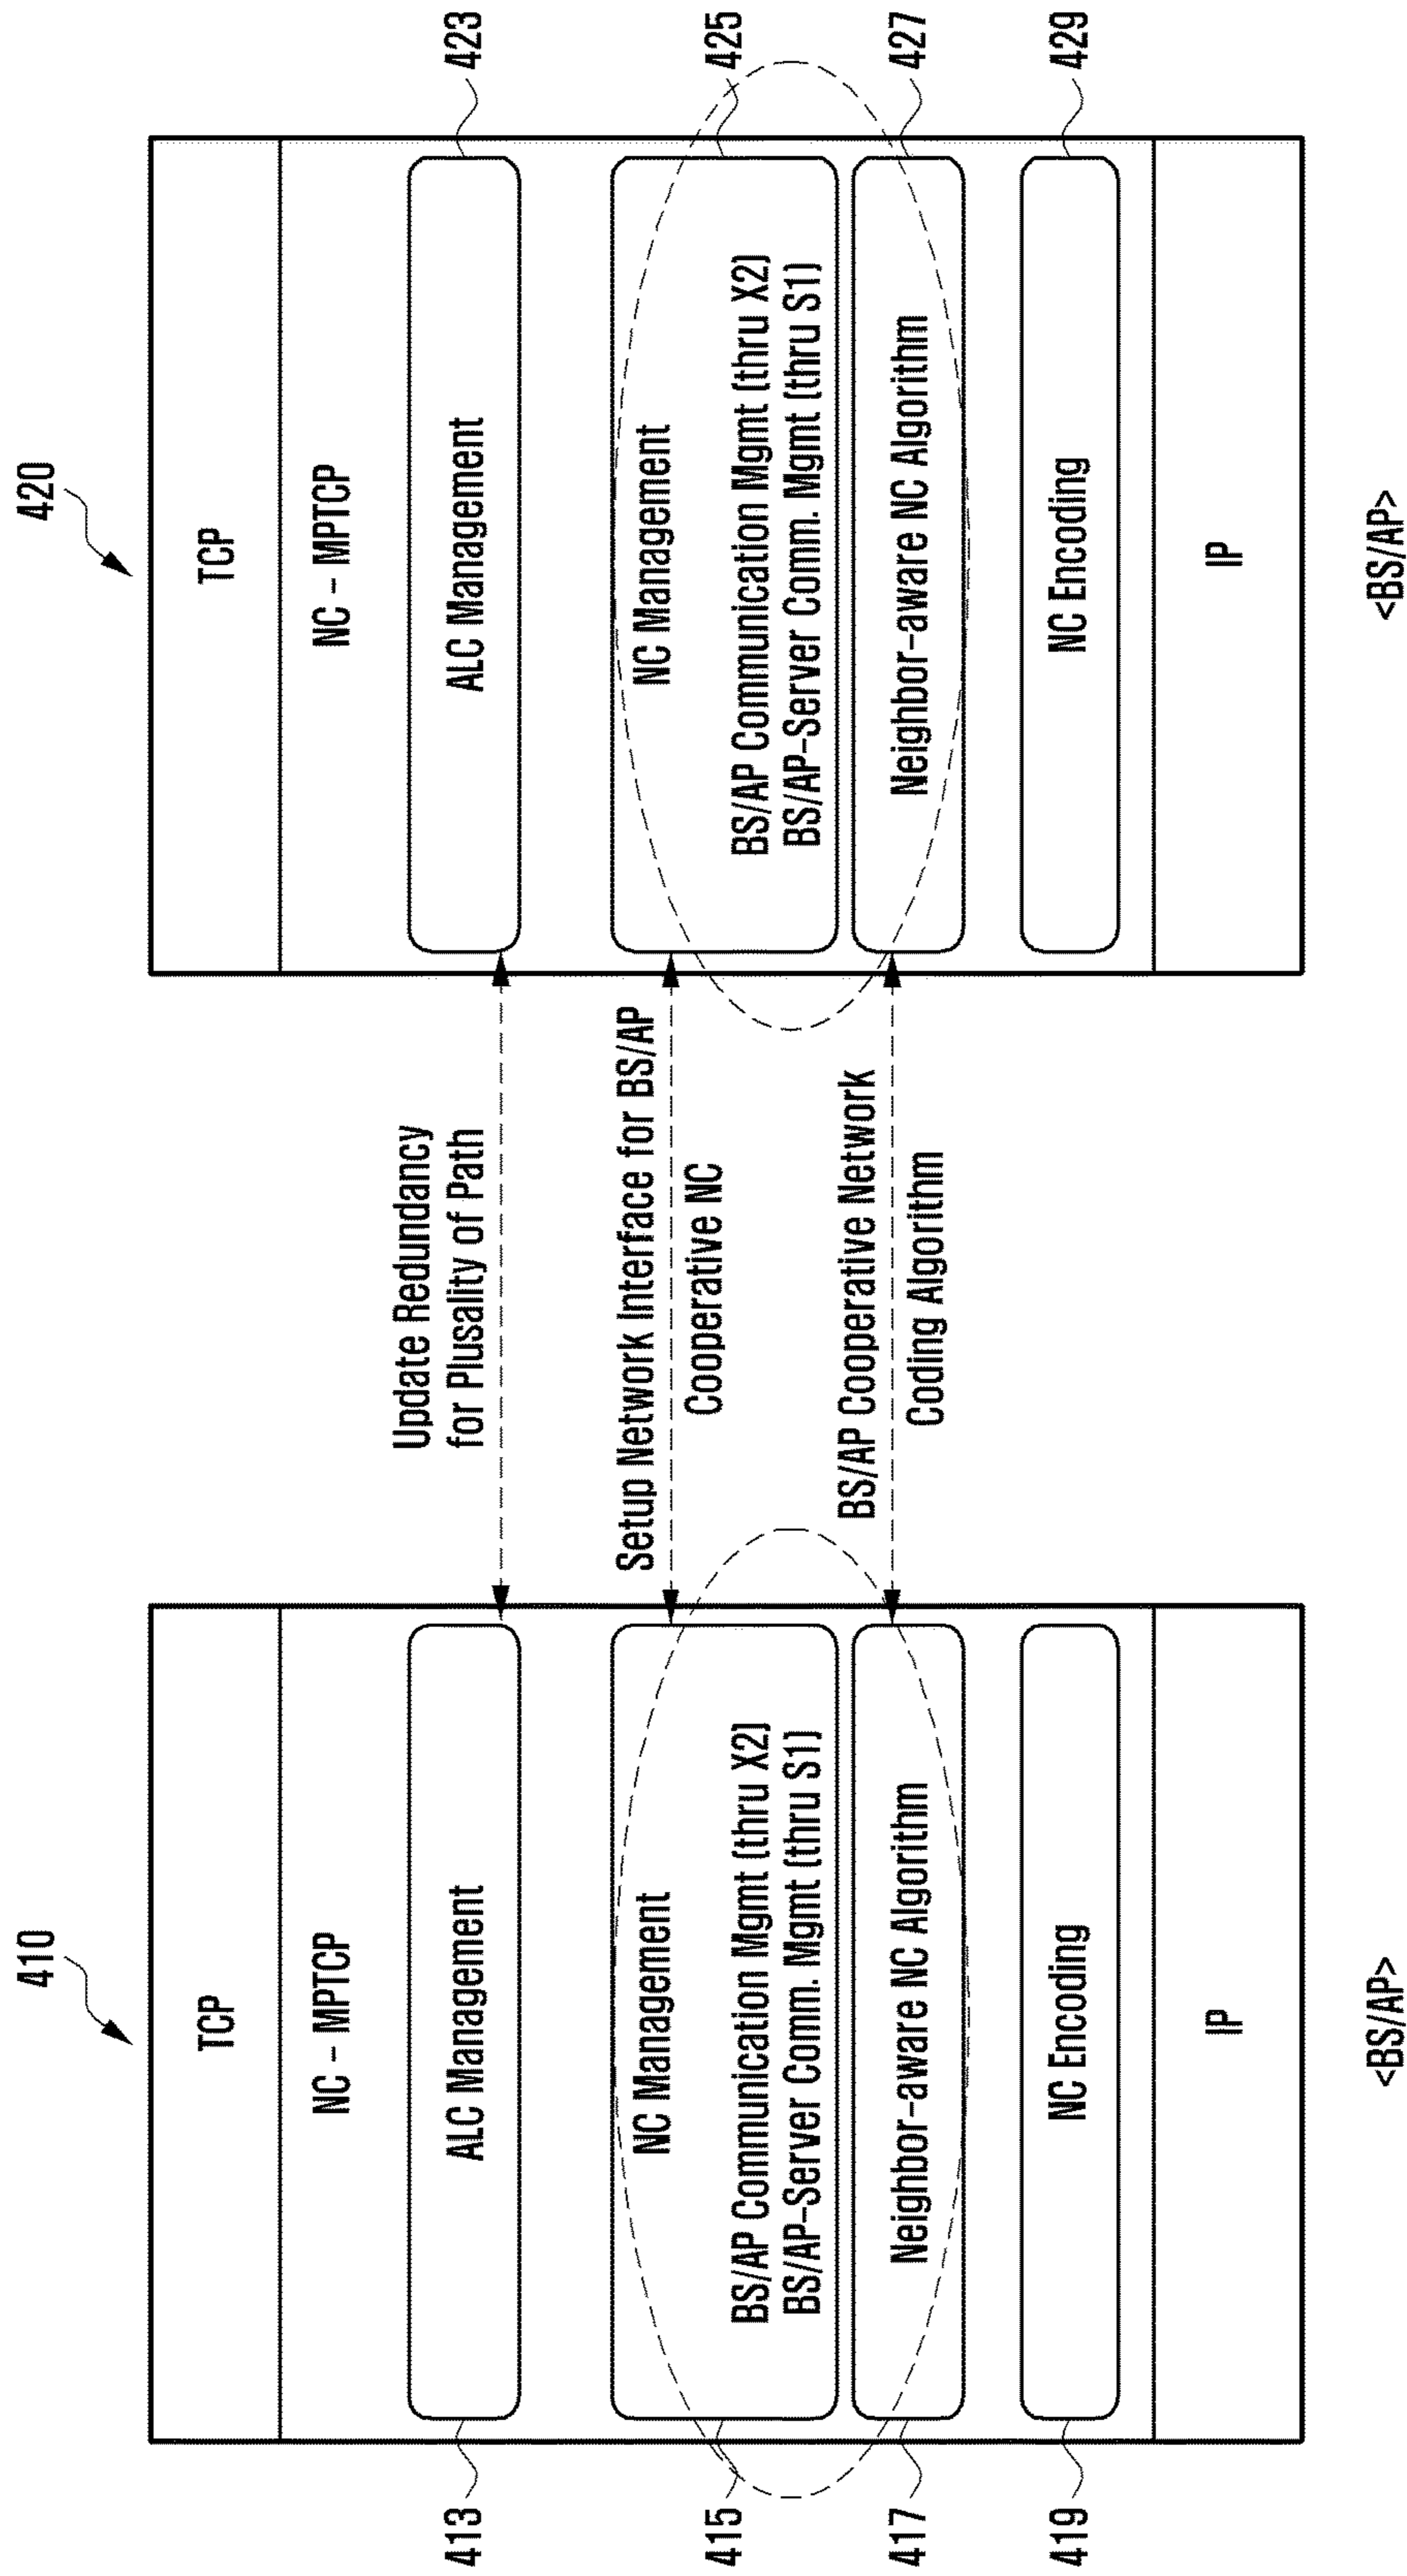 410
TCP
NC - MPTCP
413
ALC Management
415
NC Management
BS/AP Communication Mgmt (thru X2)
BS/AP-Server Comm. Mgmt (thru S1)
417
Neighbor-aware NC Algorithm
419
NC Encoding
IP
<BS/AP>
Update Redundancy
for Plusality of Path
Setup Network Interface for BS/AP
Cooperative NC
BS/AP Cooperative Network
Coding Algorithm
420
TCP
NC - MPTCP
ALC Management
423
NC Management
BS/AP Communication Mgmt (thru X2)
BS/AP-Server Comm. Mgmt (thru S1)
425
Neighbor-aware NC Algorithm
427
NC Encoding
429
IP
<BS/AP>